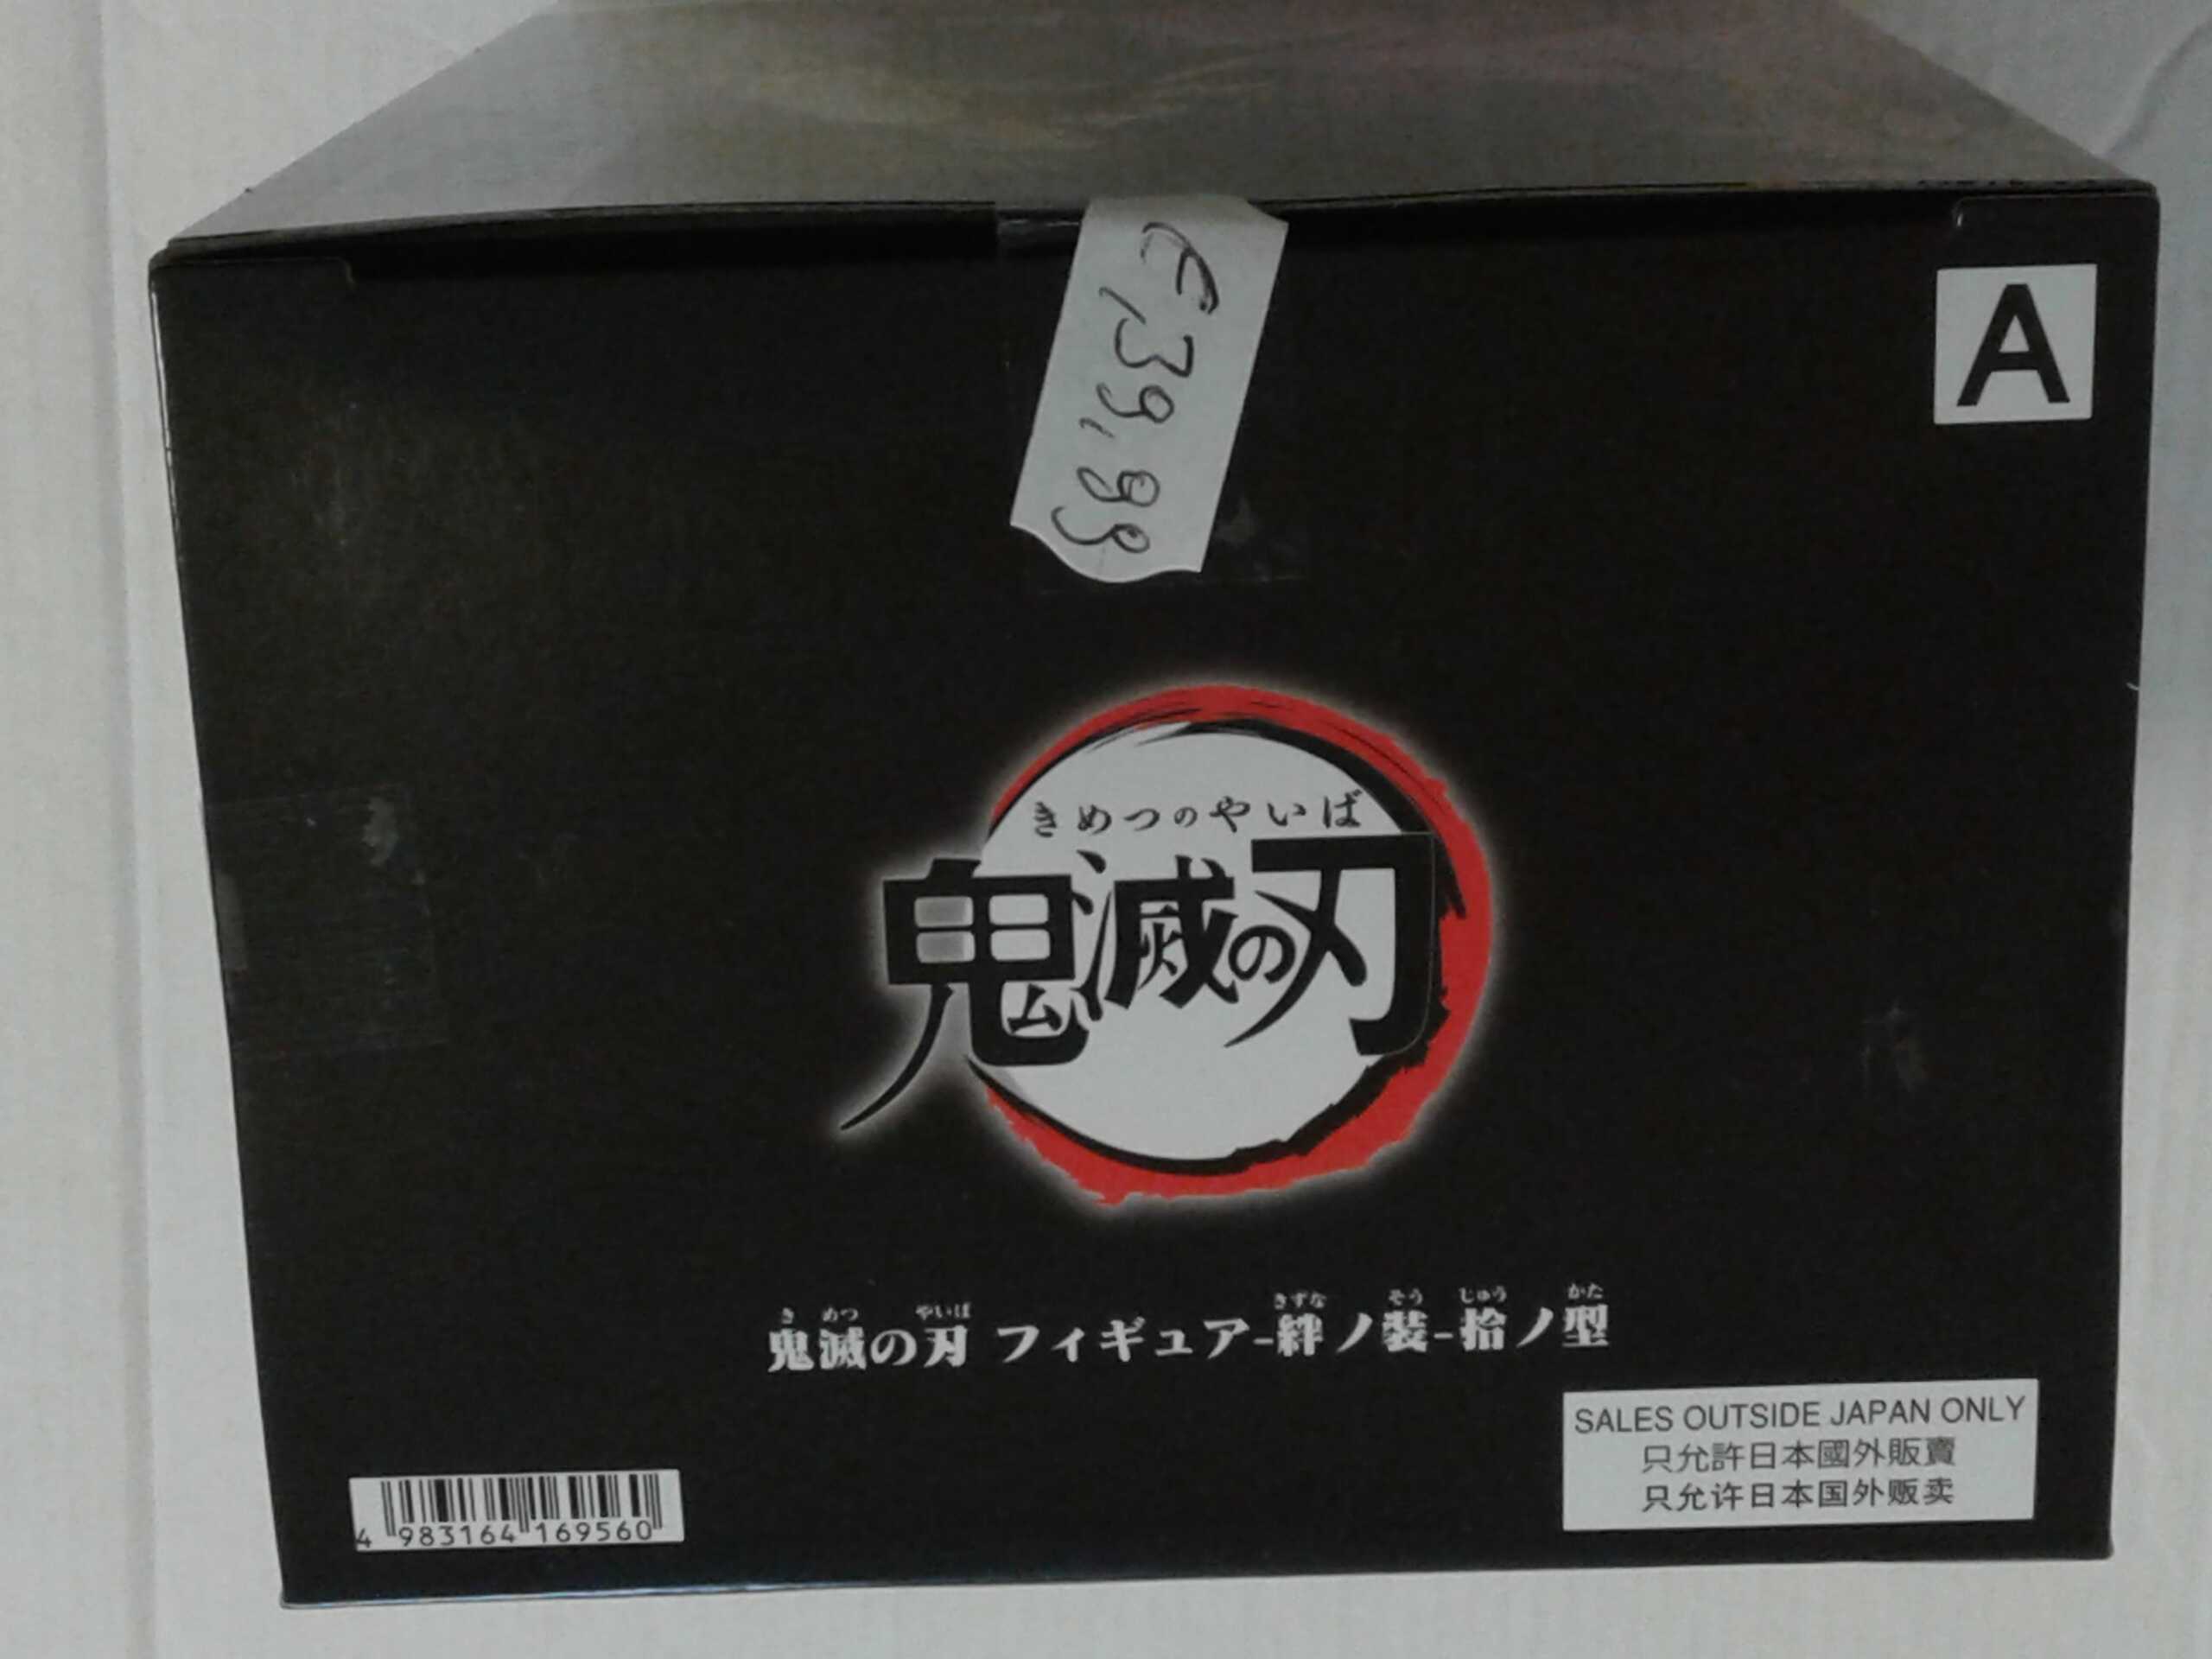 € 39,99
A
きめつのやいば
鬼滅の刃
き めつ やいば きずな そう じゅう かた
鬼滅の刃 フィギュア-絆ノ装-拾ノ型
SALES OUTSIDE JAPAN ONLY
只允許日本國外販賣
只允许日本国外贩卖
4 983164 169560